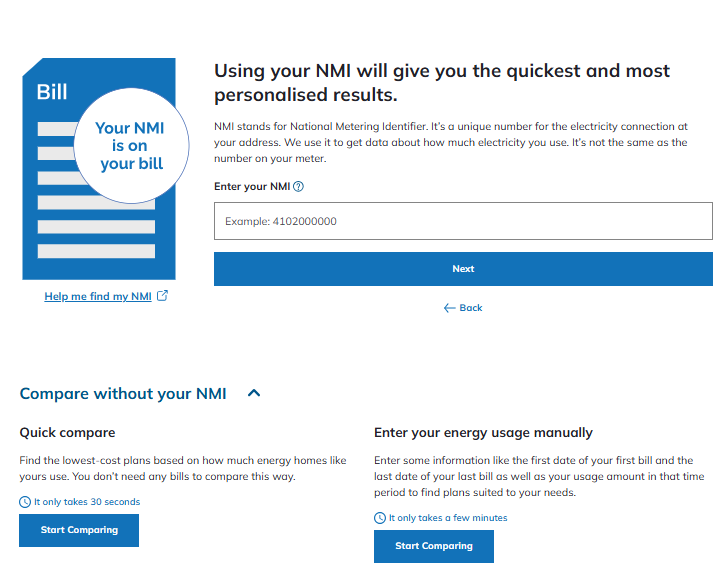 Bill
Your NMI
is on
your bill
Help me find my NMI
Using your NMI will give you the quickest and most
personalised results.
NMI stands for National Metering Identifier. It's a unique number for the electricity connection at
your address. We use it to get data about how much electricity you use. It's not the same as the
number on your meter.
Enter your NMI
Example: 4102000000
Next
Back
Compare without your NMI
Quick compare
Find the lowest-cost plans based on how much energy homes like
yours use. You don't need any bills to compare this way.
It only takes 30 seconds
Start Comparing
Enter your energy usage manually
Enter some information like the first date of your first bill and the
last date of your last bill as well as your usage amount in that time
period to find plans suited to your needs.
It only takes a few minutes
Start Comparing